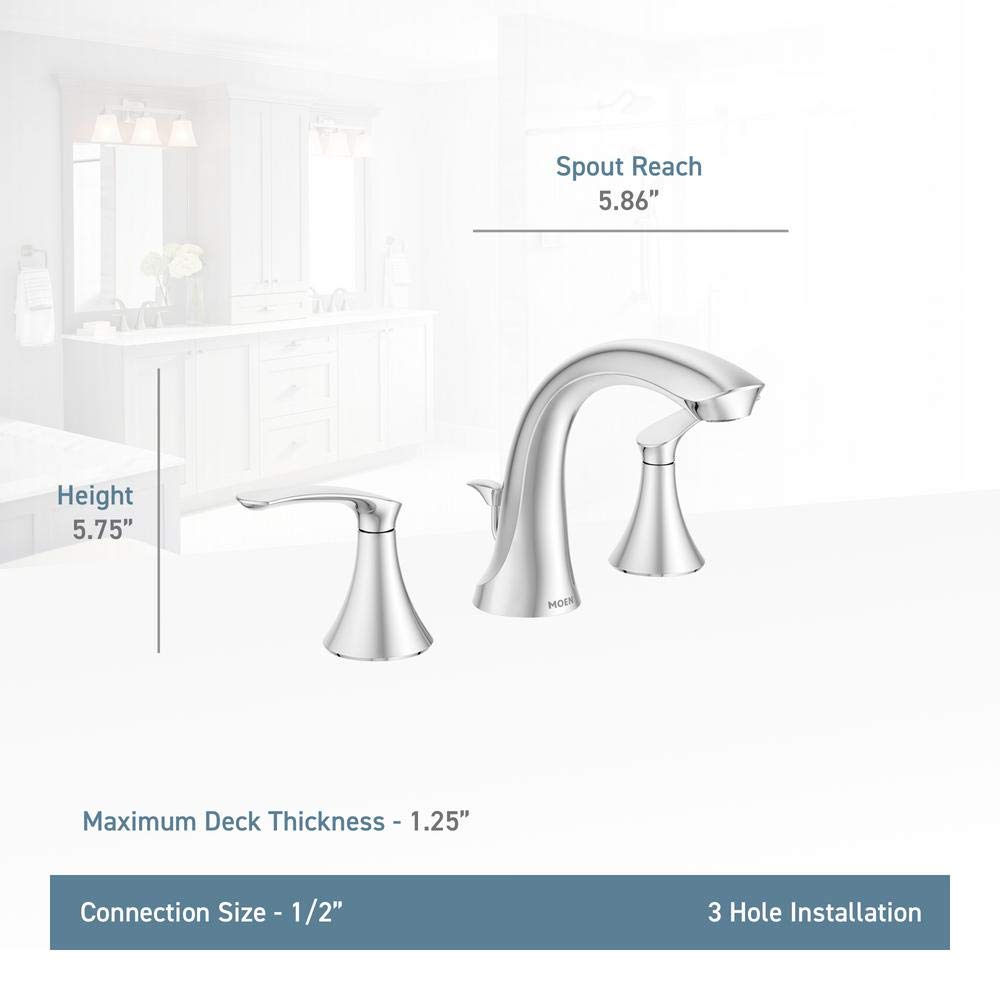 Spout Reach
5.86”
Height
5.75”
MOEN
Maximum Deck Thickness - 1.25”
Connection Size - 1/2”
3 Hole Installation